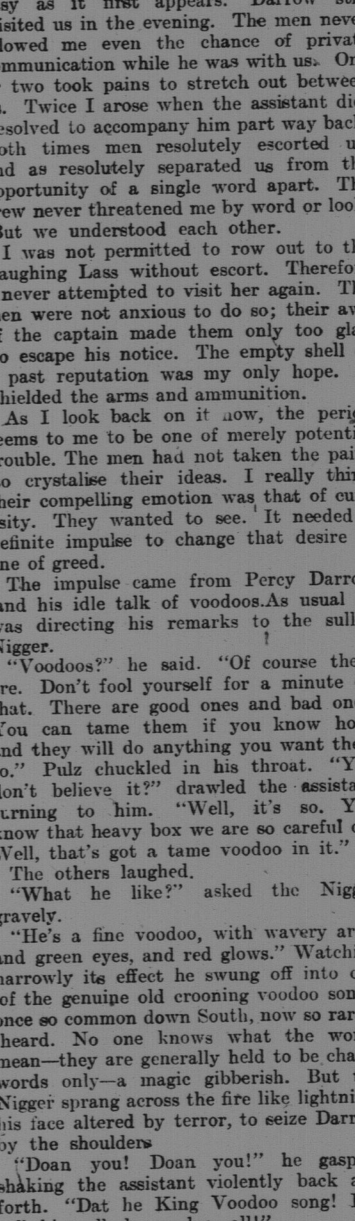 sy as it first appears. Darrow str
isited us in the evening. The men neve
lowed me even the chance of privat
mmunication while he was with us. On
two took pains to stretch out betwee
s. Twice I arose when the assistant di
esolved to accompany him part way bac
oth times men resolutely escorted u
nd as resolutely separated us from th
pportunity of a single word apart. Th
rew never threatened me by word or loo
But we understood each other.
I was not permitted to row out to th
aughing Lass without escort. Therefo
never attempted to visit her again. Th
en were not anxious to do so; their aw
f the captain made them only too gla
o escape his notice. The empty shell
past reputation was my only hope.
hielded the arms and ammunition.
As I look back on it now, the peri
eems to me to be one of merely potenti
rouble. The men had not taken the pai
o crystalise their ideas. I really thin
heir compelling emotion was that of cu
sity. They wanted to see. It needed
efinite impulse to change that desire
ne of greed.
The impulse came from Percy Darro
and his idle talk of voodoos.As usual
was directing his remarks to the sull
Nigger.
"Voodoos?" he said. "Of course the
re. Don't fool yourself for a minute
hat. There are good ones and bad on
You can tame them if you know ho
nd they will do anything you want the
o." Pulz chuckled in his throat. "Y
don't believe it?" drawled the assista
urning to him. "Well, it's so. Y
know that heavy box we are so careful o
Well, that's got a tame voodoo in it."
The others laughed.
"What he like?" asked the Nigg
gravely.
"He's a fine voodoo, with wavery ar
and green eyes, and red glows." Watchi
narrowly its effect he swung off into o
of the genuine old crooning voodoo son
once so common down South, now so rar
heard. No one knows what the wo
mean—they are generally held to be cha
words only—a magic gibberish. But t
Nigger sprang across the fire like lightni
his face altered by terror, to seize Darr
by the shoulders
"Doan you! Doan you!" he gasp
shaking the assistant violently back a
forth. "Dat he King Voodoo song!